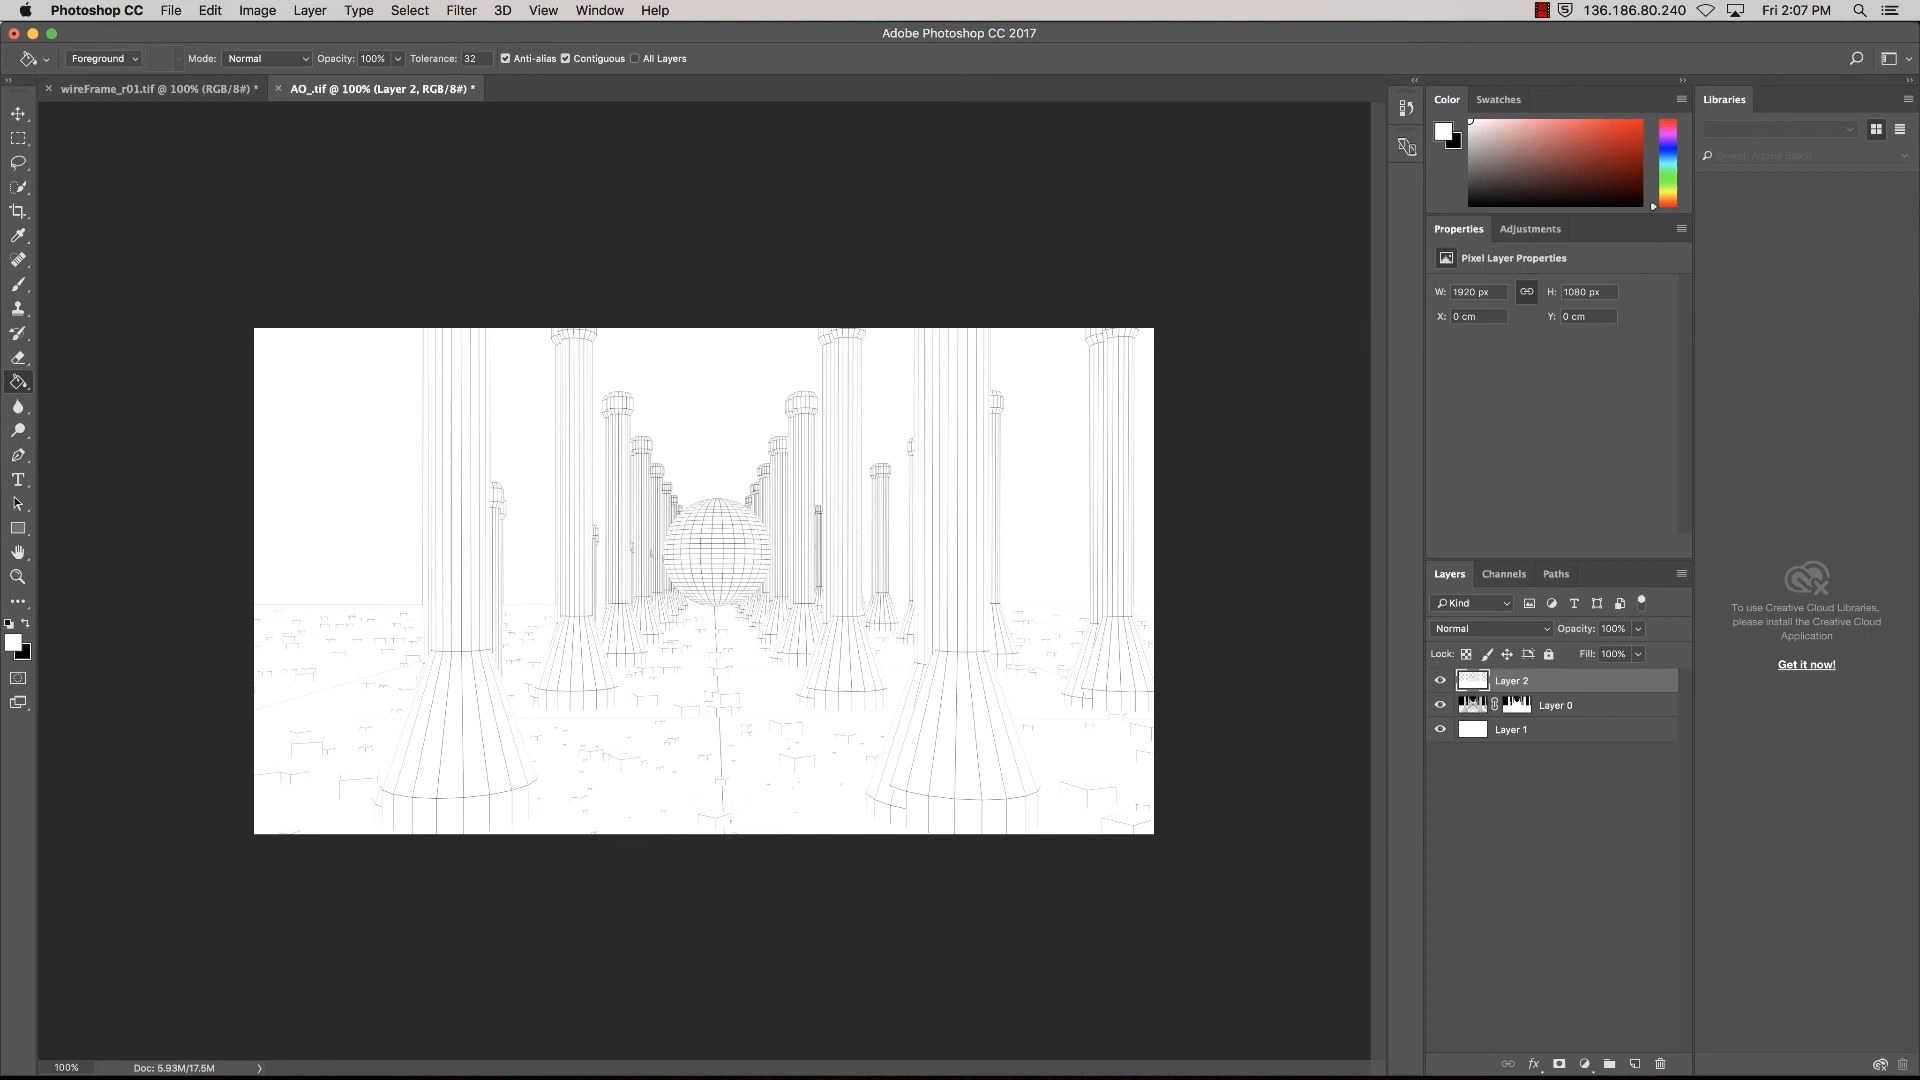 Photoshop CC File Edit Image Layer Type Select Filter 3D View Window Help 136.186.80.240 Fri 2:07 PM
Adobe Photoshop CC 2017
Foreground Mode: Normal Opacity: 100% Tolerance: 32 Anti-alias Contiguous All Layers
wireFrame_r01.tif @ 100% (RGB/8#) * AO_.tif @ 100% (Layer 2, RGB/8#) *
Color Swatches
Libraries
Search Adobe Stock
Properties Adjustments
Pixel Layer Properties
W: 1920 px H: 1080 px
X: 0 cm Y: 0 cm
Layers Channels Paths
Kind
Normal Opacity: 100%
Lock: Fill: 100%
Layer 2
Layer 0
Layer 1
To use Creative Cloud Libraries,
please install the Creative Cloud
Application
Get it now!
100% Doc: 5.93M/17.5M
fx